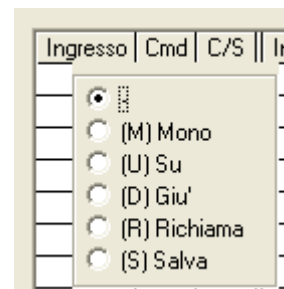 Ingresso Cmd C/S
-
(M) Mono
(U) Su
(D) Giu'
(R) Richiama
(S) Salva